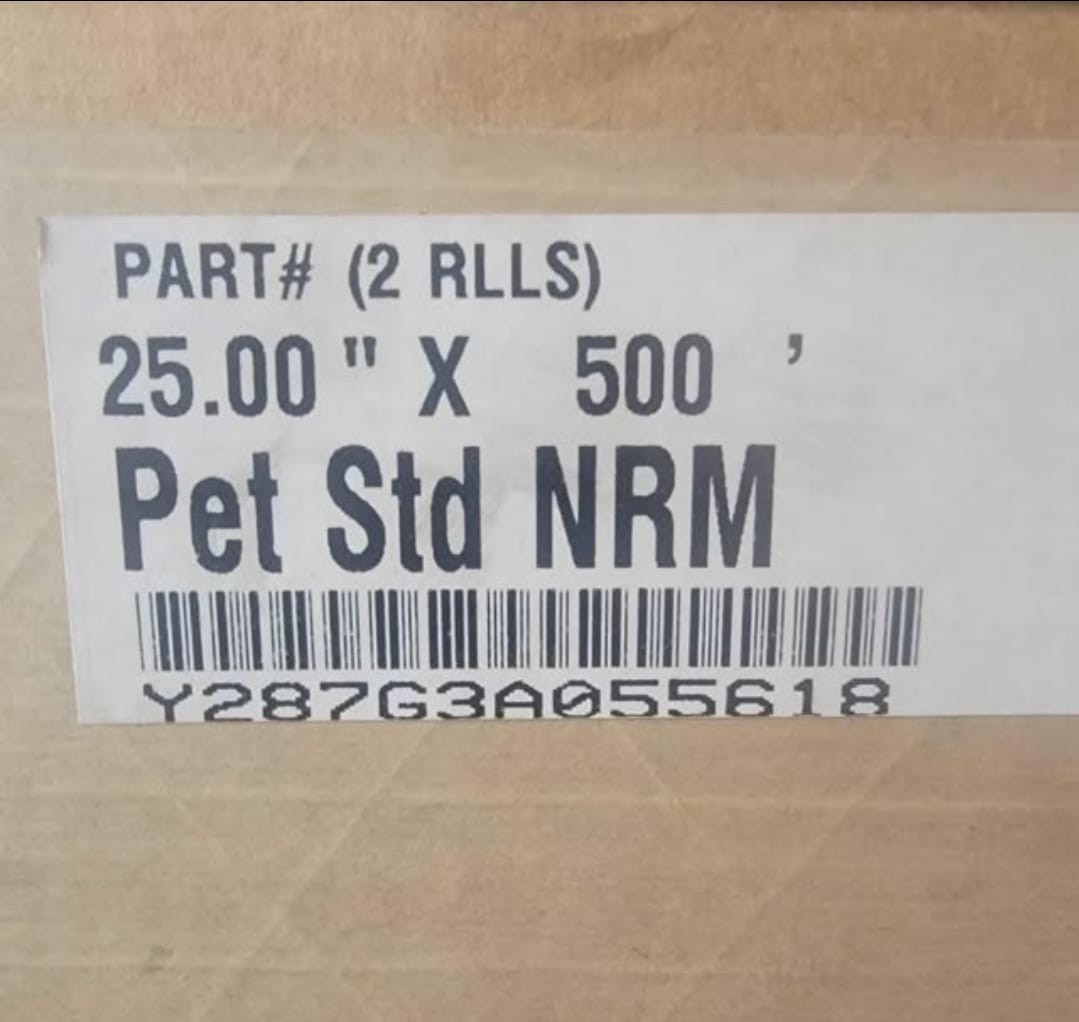 PART# (2 RLLS)
25.00 " X 500 '
Pet Std NRM
Y287G3A055618